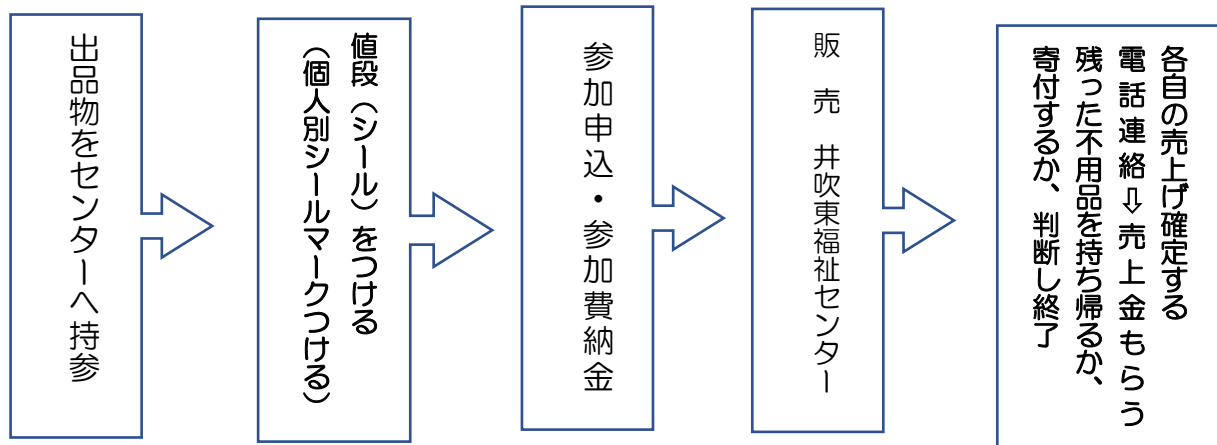 出品物をセンターへ持参
値段（シール）をつける
（個人別シールマークつける）
参加申込・参加費納金
販　売　井吹東福祉センター
各自の売上げ確定する
電話連絡⇨売上金もらう
残った不用品を持ち帰るか、
寄付するか、判断し終了